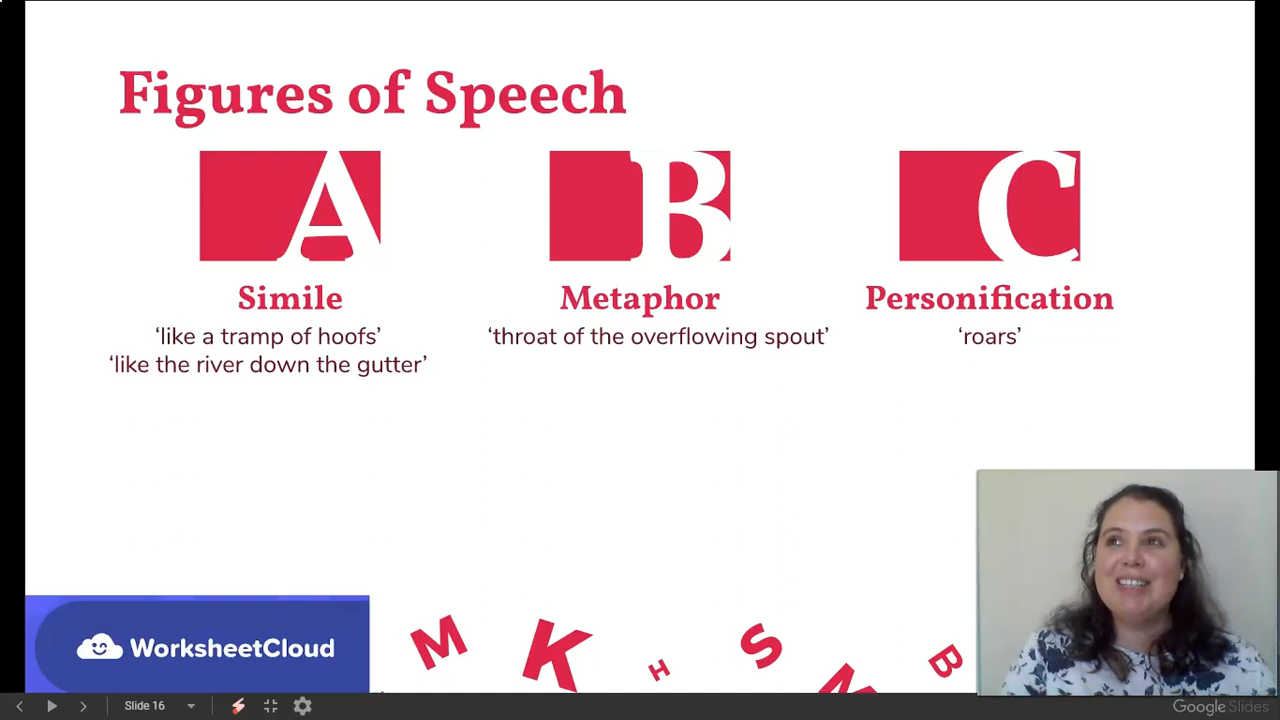 Figures of Speech
A
B
C
Simile
Metaphor
Personification
‘like a tramp of hoofs’
‘like the river down the gutter’
‘throat of the overflowing spout’
‘roars’
WorksheetCloud
M
K
H
S
M
B
Slide 16
Google Slides